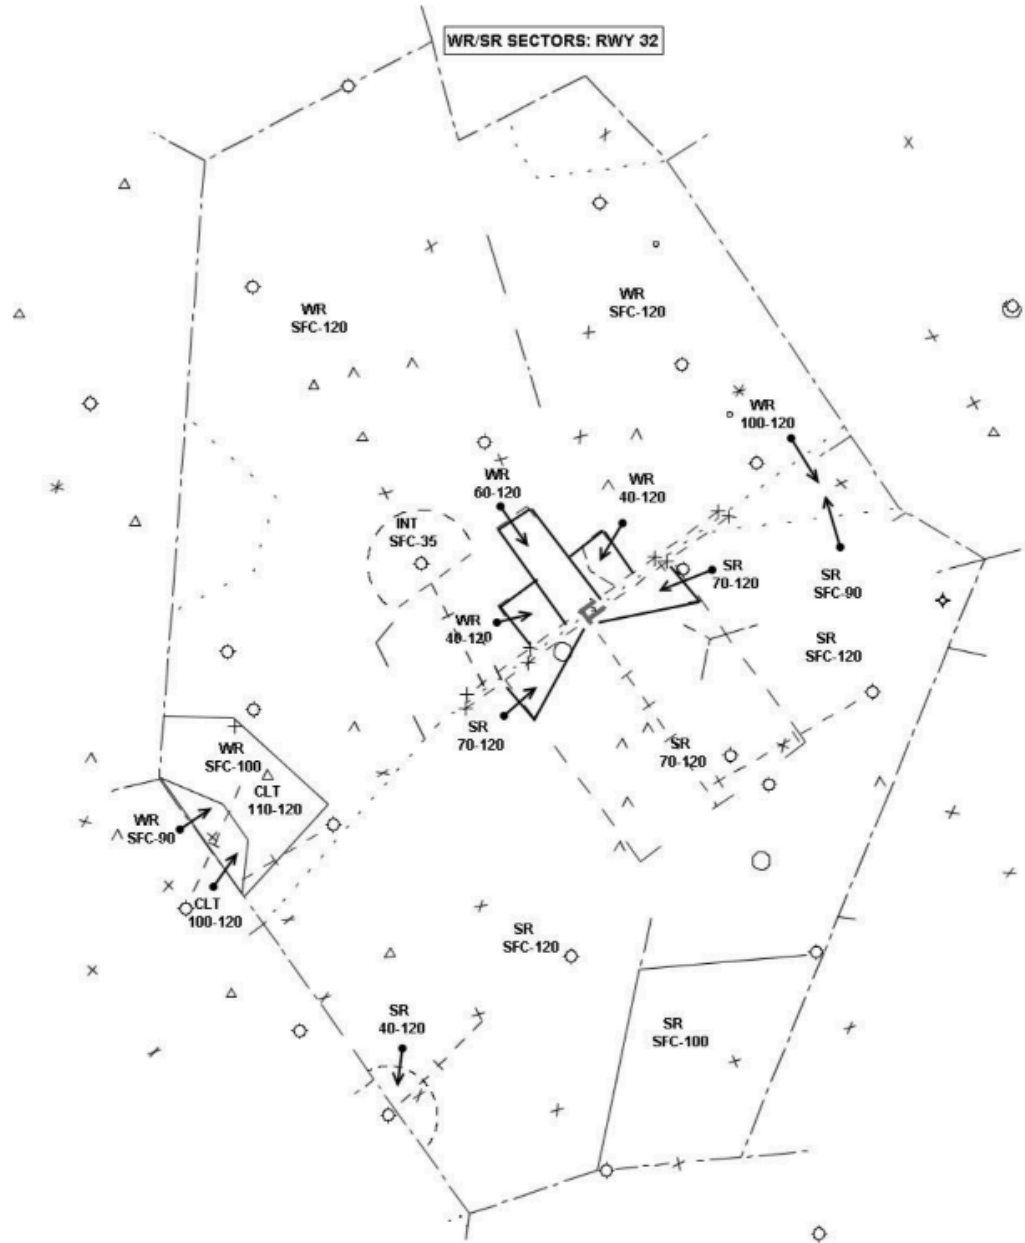 WR/SR SECTORS: RWY 32
WR
SFC-120
WR
SFC-120
WR
100-120
WR
60-120
WR
40-120
INT
SFC-35
SR
70-120
SR
SFC-90
WR
40-120
SR
SFC-120
SR
70-120
SR
70-120
WR
SFC-100
CLT
110-120
WR
SFC-90
CLT
100-120
SR
SFC-120
SR
40-120
SR
SFC-100